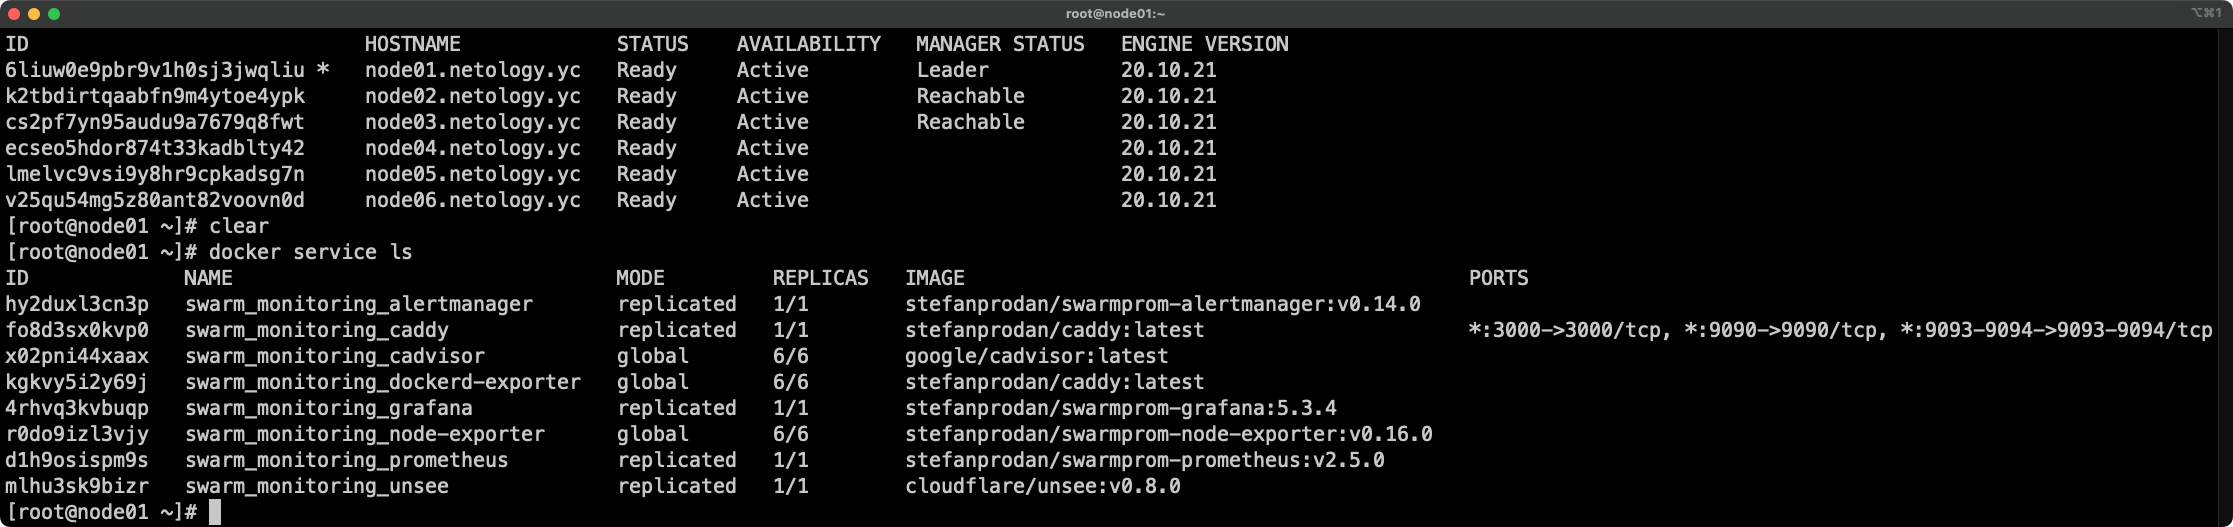 root@node01:~
⌥⌘1
ID                            HOSTNAME             STATUS    AVAILABILITY   MANAGER STATUS   ENGINE VERSION
6liuw0e9pbr9v1h0sj3jwqliu *   node01.netology.yc   Ready     Active         Leader           20.10.21
k2tbdirtqaabfn9m4ytoe4ypk     node02.netology.yc   Ready     Active         Reachable        20.10.21
cs2pf7yn95audu9a7679q8fwt     node03.netology.yc   Ready     Active         Reachable        20.10.21
ecseo5hdor874t33kadblty42     node04.netology.yc   Ready     Active                          20.10.21
lmelvc9vsi9y8hr9cpkadsg7n     node05.netology.yc   Ready     Active                          20.10.21
v25qu54mg5z80ant82voovn0d     node06.netology.yc   Ready     Active                          20.10.21
[root@node01 ~]# clear
[root@node01 ~]# docker service ls
ID             NAME                                MODE         REPLICAS   IMAGE                                          PORTS
hy2duxl3cn3p   swarm_monitoring_alertmanager       replicated   1/1        stefanprodan/swarmprom-alertmanager:v0.14.0
fo8d3sx0kvp0   swarm_monitoring_caddy              replicated   1/1        stefanprodan/caddy:latest                      *:3000->3000/tcp, *:9090->9090/tcp, *:9093-9094->9093-9094/tcp
x02pni44xaax   swarm_monitoring_cadvisor           global       6/6        google/cadvisor:latest
kgkvy5i2y69j   swarm_monitoring_dockerd-exporter   global       6/6        stefanprodan/caddy:latest
4rhvq3kvbuqp   swarm_monitoring_grafana            replicated   1/1        stefanprodan/swarmprom-grafana:5.3.4
r0do9izl3vjy   swarm_monitoring_node-exporter      global       6/6        stefanprodan/swarmprom-node-exporter:v0.16.0
d1h9osispm9s   swarm_monitoring_prometheus         replicated   1/1        stefanprodan/swarmprom-prometheus:v2.5.0
mlhu3sk9bizr   swarm_monitoring_unsee              replicated   1/1        cloudflare/unsee:v0.8.0
[root@node01 ~]#